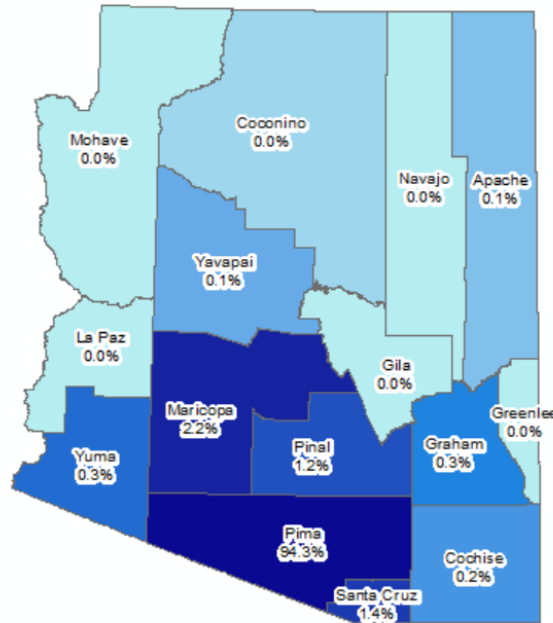 Mohave
0.0%
Coconino
0.0%
Navajo
0.0%
Apache
0.1%
Yavapai
0.1%
La Paz
0.0%
Gila
0.0%
Greenlee
0.0%
Maricopa
2.2%
Pinal
1.2%
Graham
0.3%
Yuma
0.3%
Pima
94.3%
Cochise
0.2%
Santa Cruz
1.4%